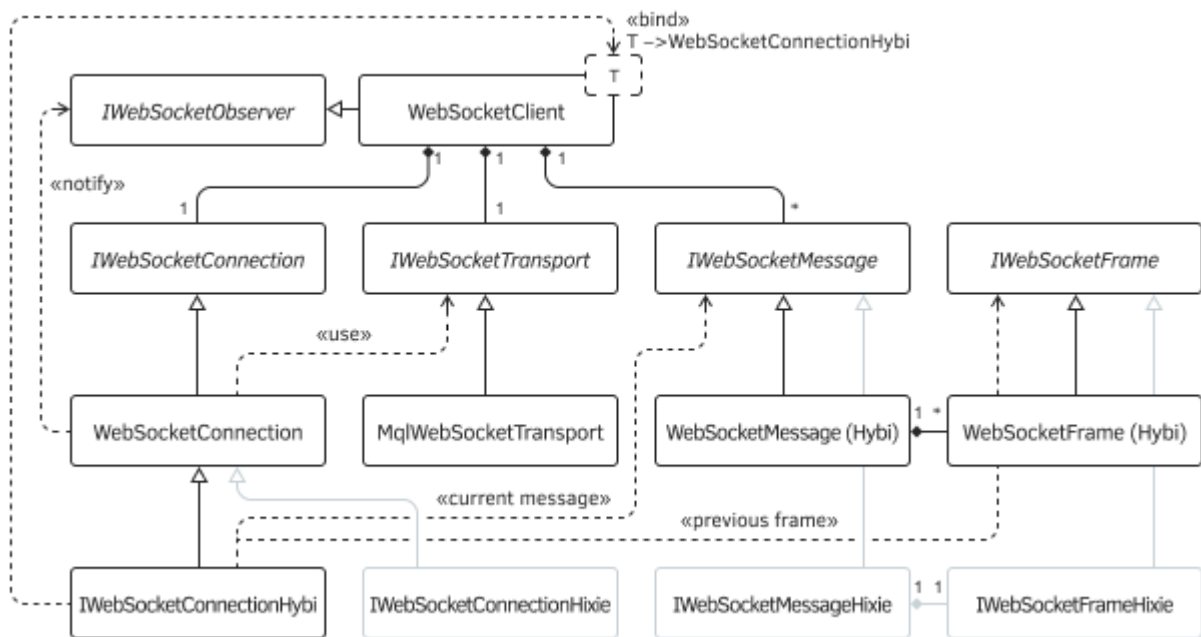 «bind»
T –>WebSocketConnectionHybi
T
IWebSocketObserver
WebSocketClient
1 1 1
«notify»
1 1 *
IWebSocketConnection
IWebSocketTransport
IWebSocketMessage
IWebSocketFrame
«use»
WebSocketConnection
MqlWebSocketTransport
WebSocketMessage (Hybi)
1 *
WebSocketFrame (Hybi)
«current message»
«previous frame»
IWebSocketConnectionHybi
IWebSocketConnectionHixie
IWebSocketMessageHixie
1 1
IWebSocketFrameHixie